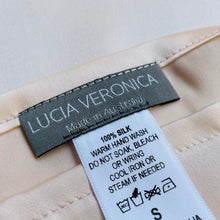 LUCIA VERONICA
Made in Australia
100% SILK
WARM HAND WASH
DO NOT SOAK, BLEACH
OR WRING
COOL IRON OR
STEAM IF NEEDED
S